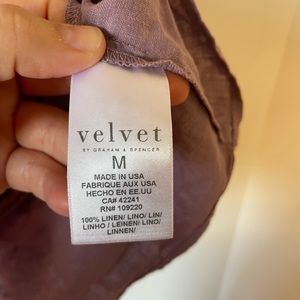 velvet
BY GRAHAM & SPENCER
M
MADE IN USA
FABRIQUE AUX USA
HECHO EN EE.UU
CA# 42241
RN# 109220
100% LINEN/ LINO/ LIN/
LINHO / LEINEN/ LINO/
LINNEN/